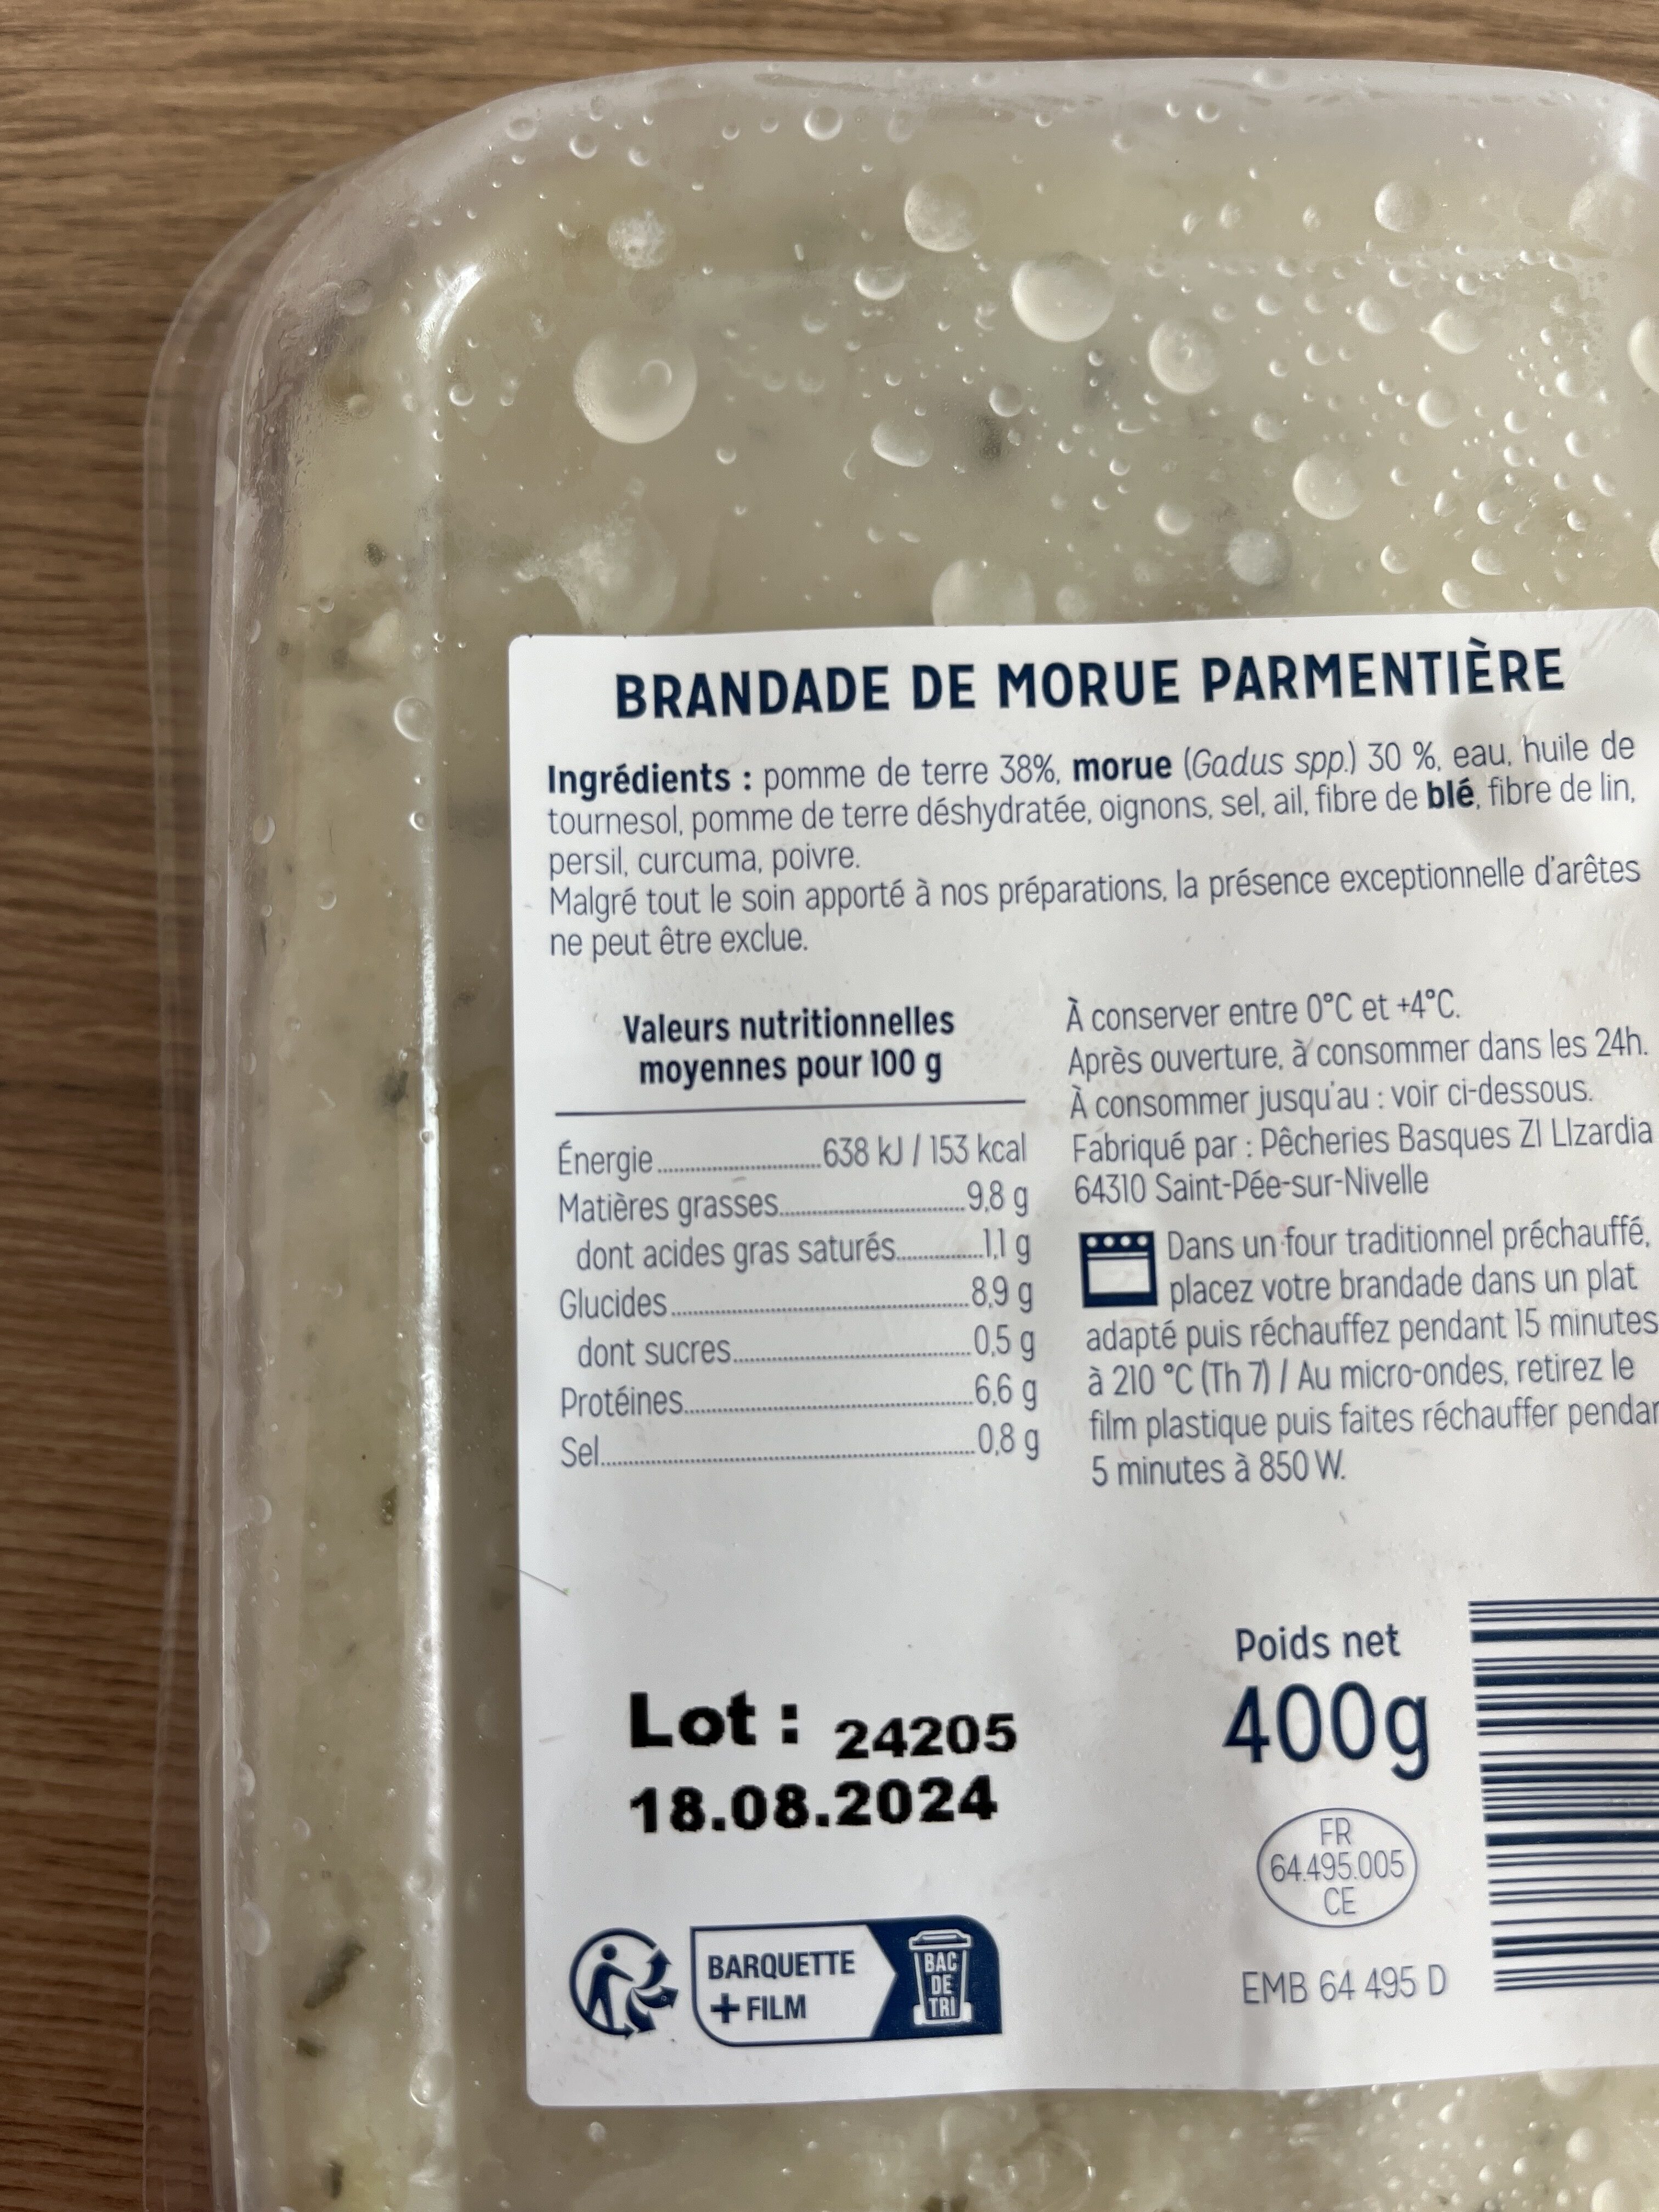 BRANDADE DE MORUE PARMENTIÈRE
Ingrédients : pomme de terre 38%, morue (Gadus spp.) 30 %, eau, huile de
tournesol, pomme de terre déshydratée, oignons, sel, ail, fibre de blé, fibre de lin,
persil, curcuma, poivre.
Malgré tout le soin apporté à nos préparations, la présence exceptionnelle d'arêtes
ne peut être exclue.
Valeurs nutritionnelles
moyennes pour 100 g
Énergie 638 kJ / 153 kcal
Matières grasses 9,8 g
dont acides gras saturés 1,1 g
Glucides 8,9 g
dont sucres 0,5 g
Protéines 6,6 g
Sel 0,8 g
À conserver entre 0°C et +4°C.
Après ouverture, à consommer dans les 24h.
À consommer jusqu'au : voir ci-dessous.
Fabriqué par : Pêcheries Basques ZI LIzardia
64310 Saint-Pée-sur-Nivelle
Dans un four traditionnel préchauffé,
placez votre brandade dans un plat
adapté puis réchauffez pendant 15 minutes
à 210 °C (Th 7) / Au micro-ondes, retirez le
film plastique puis faites réchauffer pendan
5 minutes à 850 W.
Lot : 24205
18.08.2024
Poids net
400g
FR
64.495.005
CE
EMB 64 495 D
BARQUETTE
+ FILM
BAC
DE
TRI